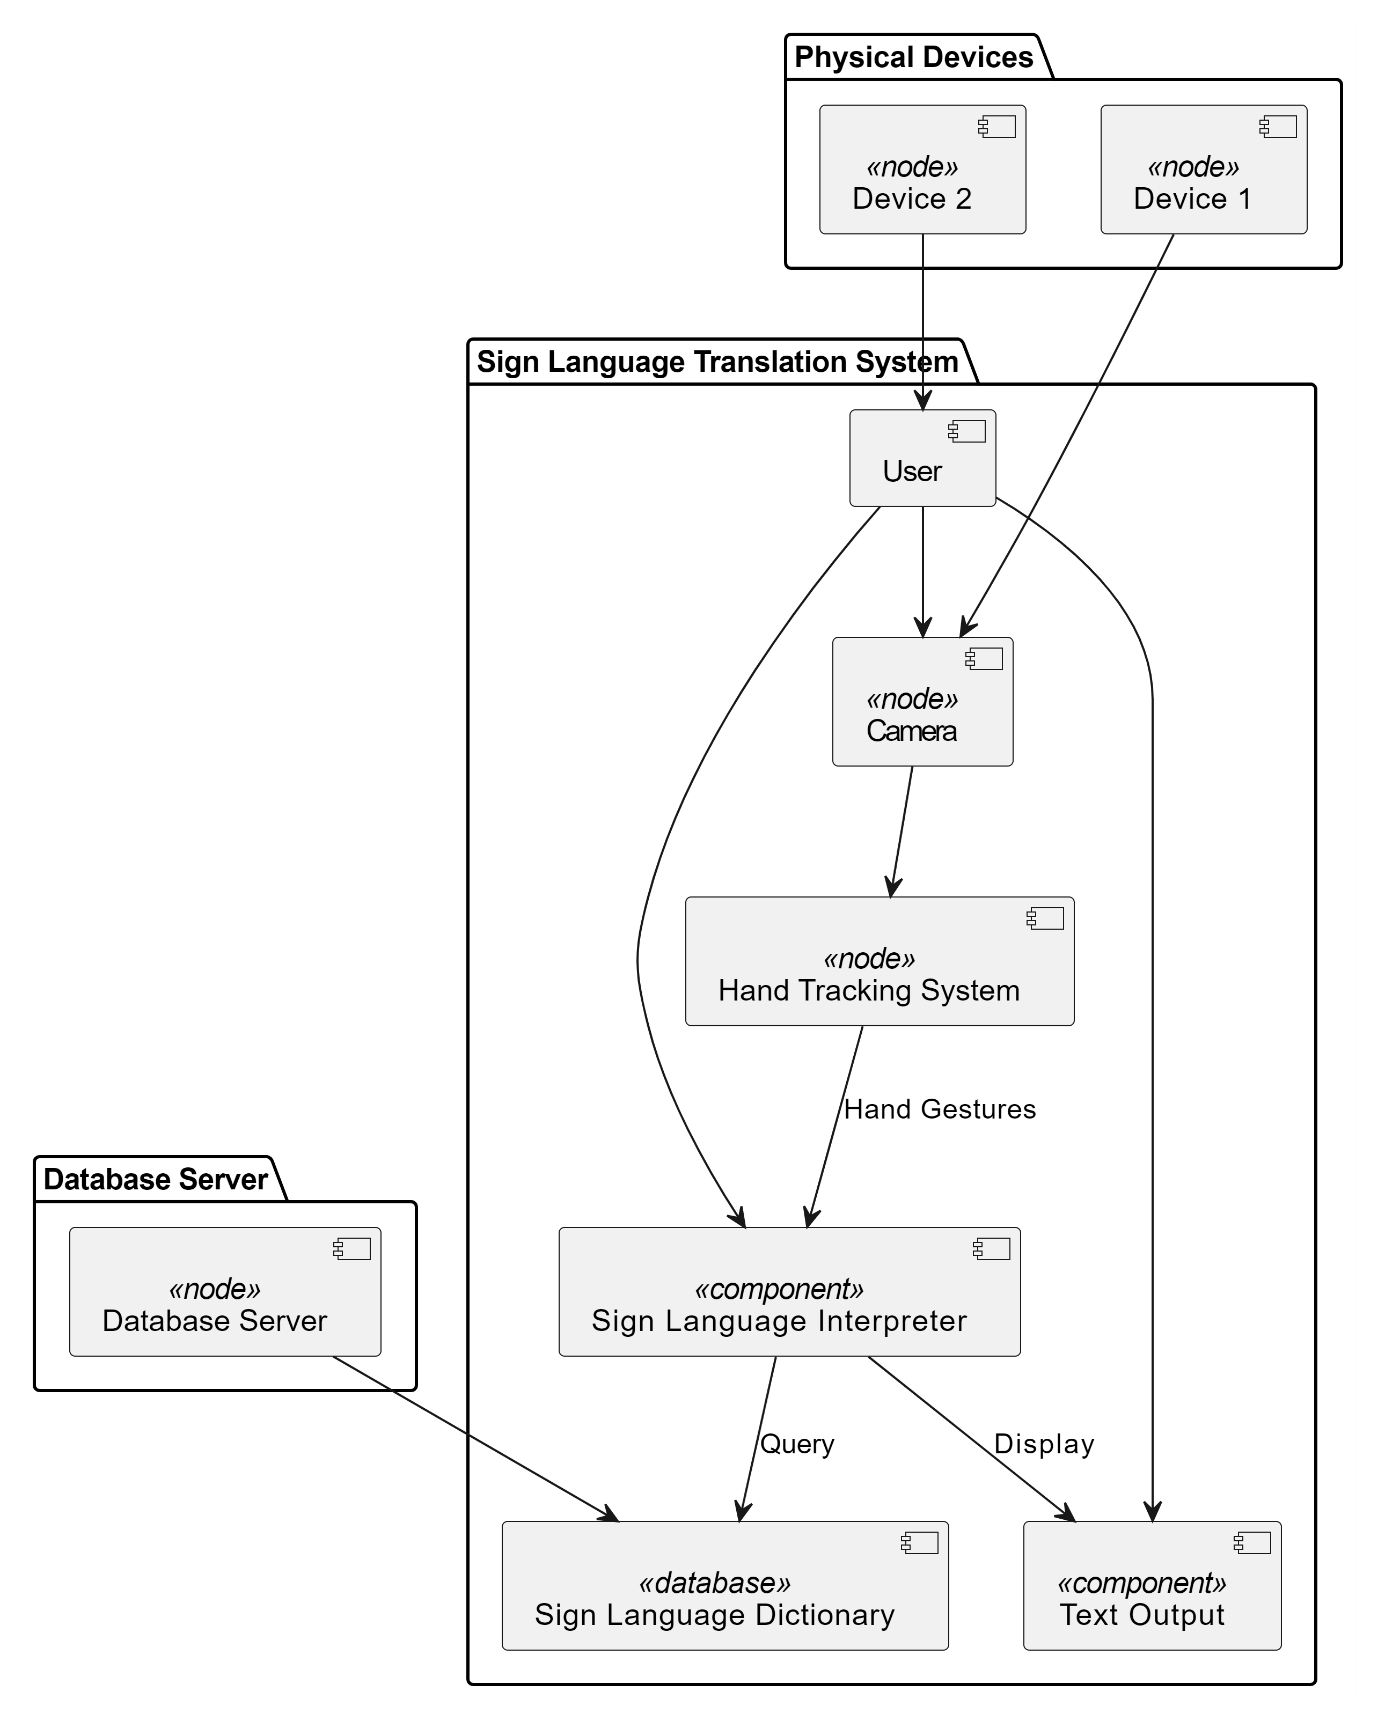 Physical Devices
«node»
Device 2
«node»
Device 1
Sign Language Translation System
User
«node»
Camera
«node»
Hand Tracking System
Hand Gestures
Database Server
«node»
Database Server
«component»
Sign Language Interpreter
Query
Display
«database»
Sign Language Dictionary
«component»
Text Output